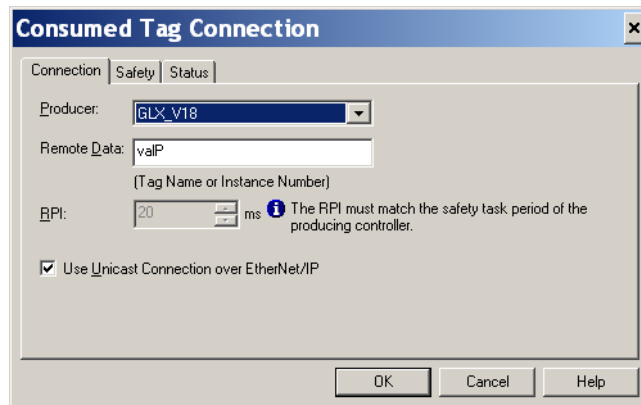 Consumed Tag Connection
Connection Safety Status
Producer: GLX_V18
Remote Data: valP
(Tag Name or Instance Number)
RPI: 20 ms The RPI must match the safety task period of the
producing controller.
Use Unicast Connection over EtherNet/IP
OK Cancel Help